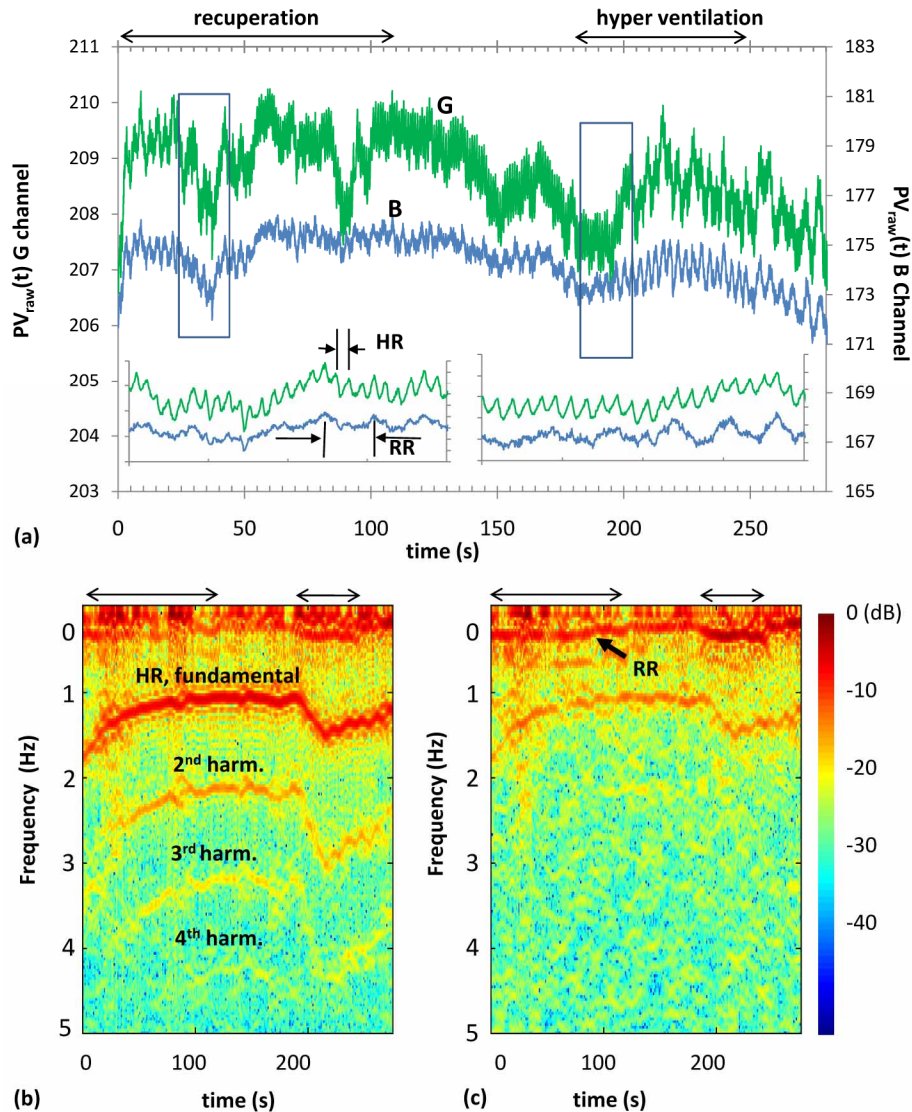 recuperation
hyper ventilation
211
210
209
208
207
206
205
204
203
PVraw(t) G channel
183
181
179
177
175
173
171
169
167
165
PVraw(t) B Channel
G
B
HR
RR
0
50
100
150
200
250
time (s)
(a)
0
1
2
3
4
5
Frequency (Hz)
HR, fundamental
2nd harm.
3rd harm.
4th harm.
0
100
200
time (s)
(b)
0
1
2
3
4
5
Frequency (Hz)
RR
0
100
200
time (s)
(c)
0 (dB)
-10
-20
-30
-40